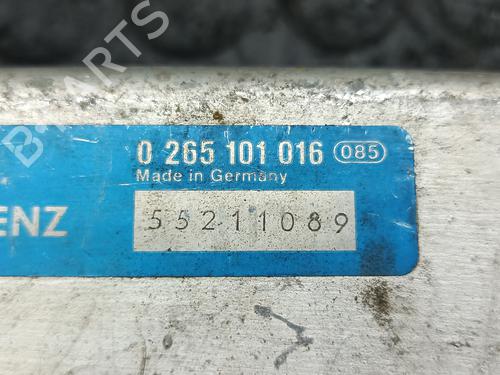 0 265 101 016 085
Made in Germany
ENZ
55211089
B-PARTS